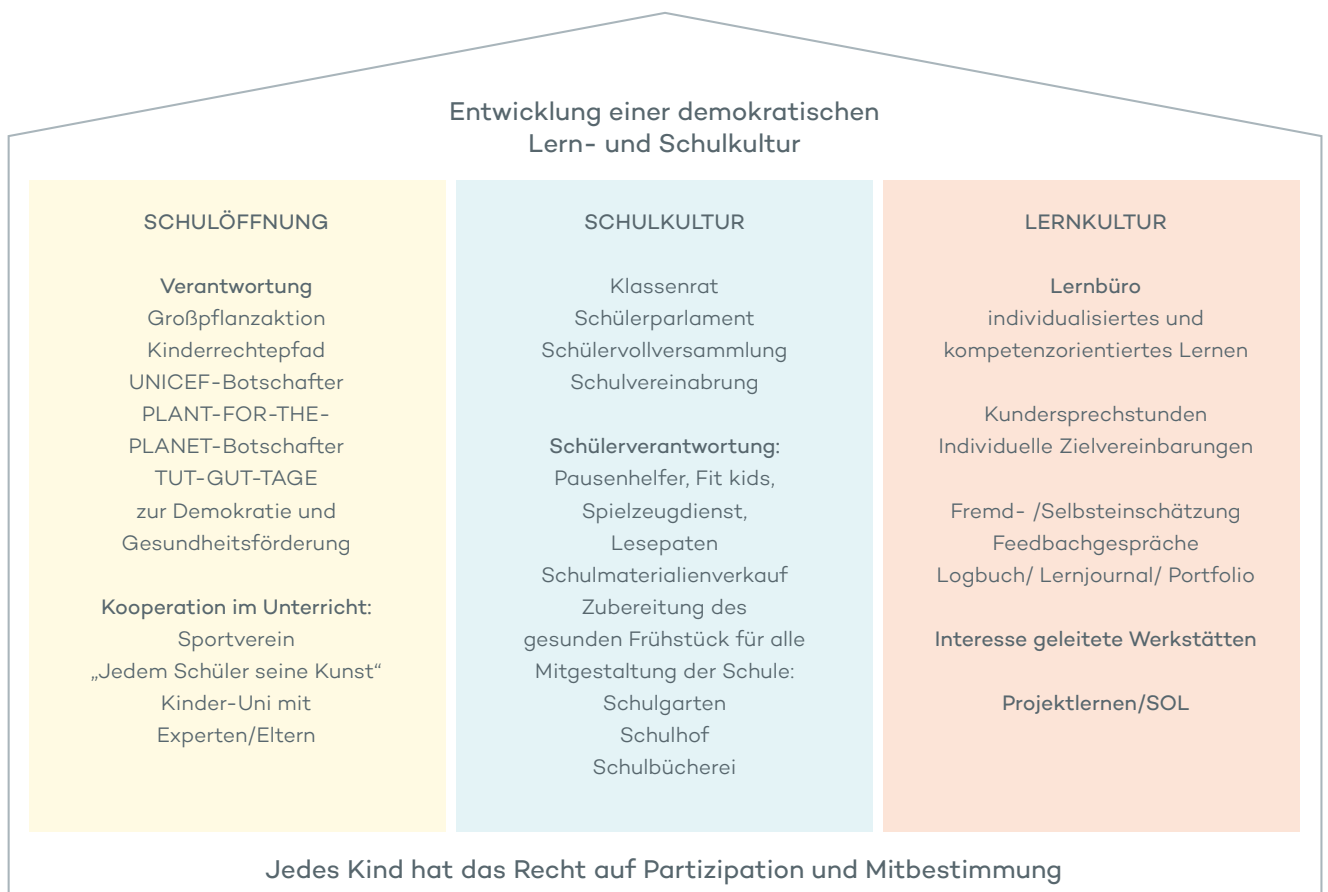 Entwicklung einer demokratischen
Lern- und Schulkultur
SCHULÖFFNUNG
Verantwortung
Großpflanzaktion
Kinderrechtepfad
UNICEF-Botschafter
PLANT-FOR-THE-
PLANET-Botschafter
TUT-GUT-TAGE
zur Demokratie und
Gesundheitsförderung
Kooperation im Unterricht:
Sportverein
„Jedem Schüler seine Kunst“
Kinder-Uni mit
Experten/Eltern
SCHULKULTUR
Klassenrat
Schülerparlament
Schülervollversammlung
Schulvereinabrung
Schülerverantwortung:
Pausenhelfer, Fit kids,
Spielzeugdienst,
Lesepaten
Schulmaterialienverkauf
Zubereitung des
gesunden Frühstück für alle
Mitgestaltung der Schule:
Schulgarten
Schulhof
Schulbücherei
LERNKULTUR
Lernbüro
individualisiertes und
kompetenzorientiertes Lernen
Kundersprechstunden
Individuelle Zielvereinbarungen
Fremd- /Selbsteinschätzung
Feedbachgespräche
Logbuch/ Lernjournal/ Portfolio
Interesse geleitete Werkstätten
Projektlernen/SOL
Jedes Kind hat das Recht auf Partizipation und Mitbestimmung